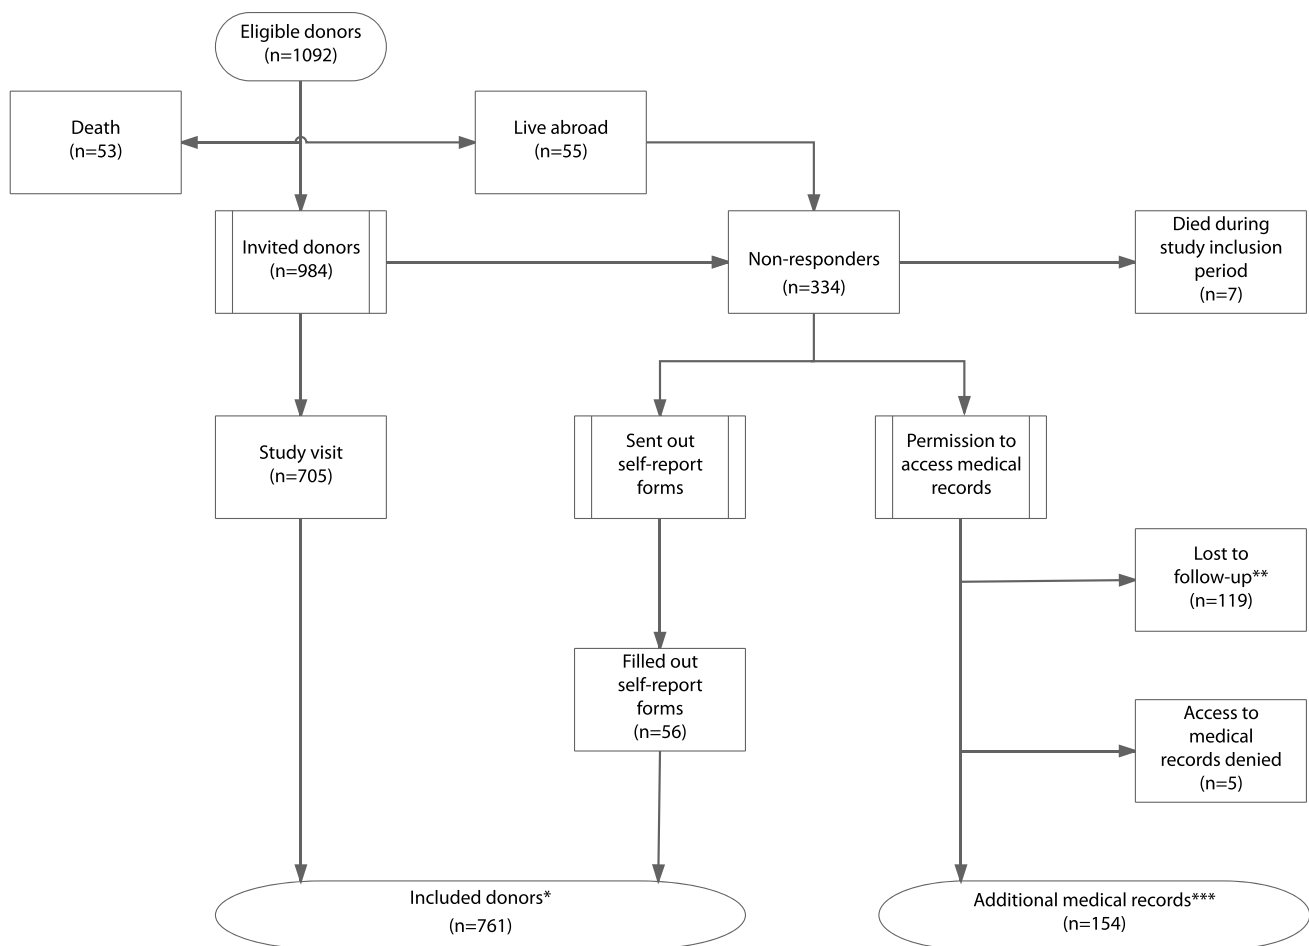 Eligible donors
(n=1092)
Death
(n=53)
Live abroad
(n=55)
Invited donors
(n=984)
Non-responders
(n=334)
Died during
study inclusion
period
(n=7)
Study visit
(n=705)
Sent out
self-report
forms
Permission to
access medical
records
Lost to
follow-up**
(n=119)
Filled out
self-report
forms
(n=56)
Access to
medical
records denied
(n=5)
Included donors*
(n=761)
Additional medical records***
(n=154)